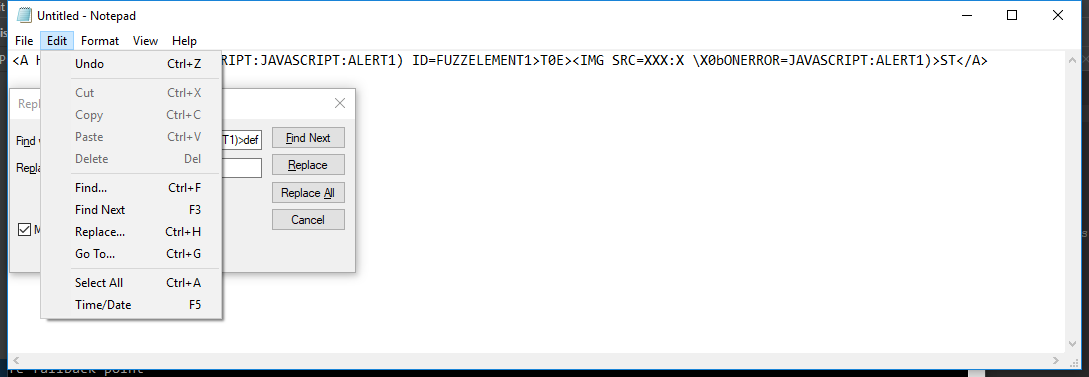 Untitled - Notepad
File Edit Format View Help
<A H RIPT:JAVASCRIPT:ALERT1) ID=FUZZELEMENT1>T0E><IMG SRC=XXX:X \X0bONERROR=JAVASCRIPT:ALERT1)>ST</A>
Undo Ctrl+Z
Cut Ctrl+X
Copy Ctrl+C
Paste Ctrl+V
Delete Del
Find... Ctrl+F
Find Next F3
Replace... Ctrl+H
Go To... Ctrl+G
Select All Ctrl+A
Time/Date F5
Repl
Find w T1)>def Find Next
Repla Replace
Replace All
Cancel
M
fallback point